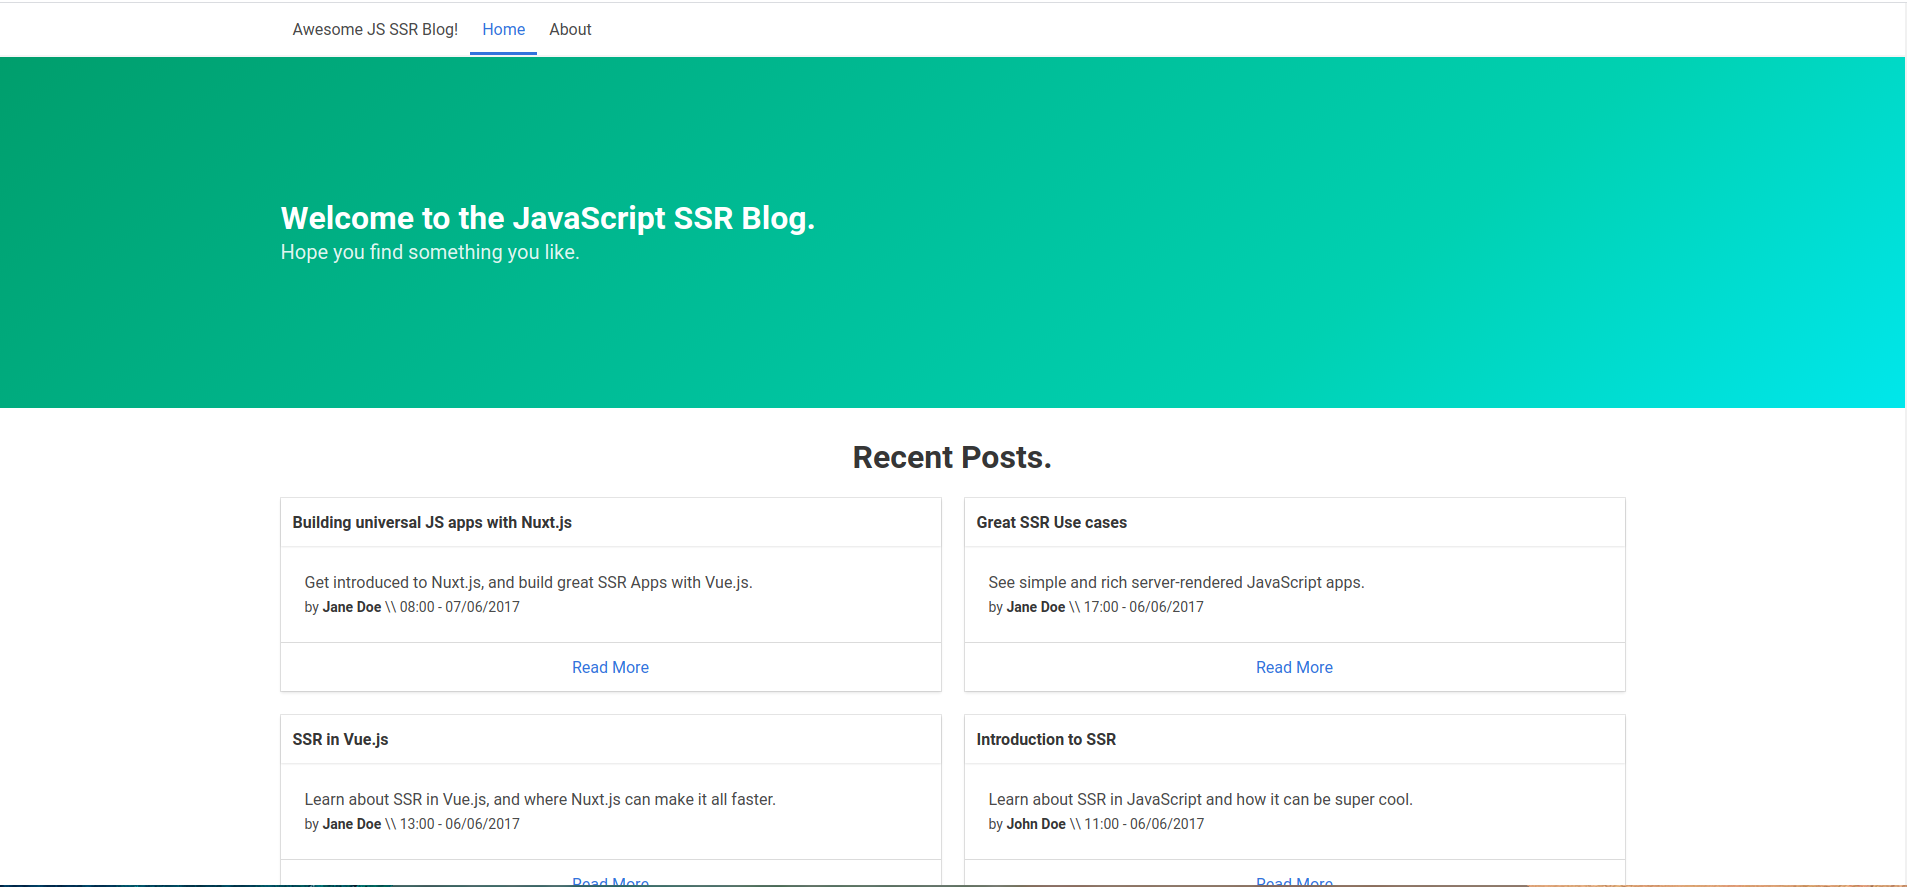 Awesome JS SSR Blog! Home About
Welcome to the JavaScript SSR Blog.
Hope you find something you like.
Recent Posts.
Building universal JS apps with Nuxt.js
Get introduced to Nuxt.js, and build great SSR Apps with Vue.js.
by Jane Doe \\ 08:00 - 07/06/2017
Read More
Great SSR Use cases
See simple and rich server-rendered JavaScript apps.
by Jane Doe \\ 17:00 - 06/06/2017
Read More
SSR in Vue.js
Learn about SSR in Vue.js, and where Nuxt.js can make it all faster.
by Jane Doe \\ 13:00 - 06/06/2017
Read More
Introduction to SSR
Learn about SSR in JavaScript and how it can be super cool.
by John Doe \\ 11:00 - 06/06/2017
Read More